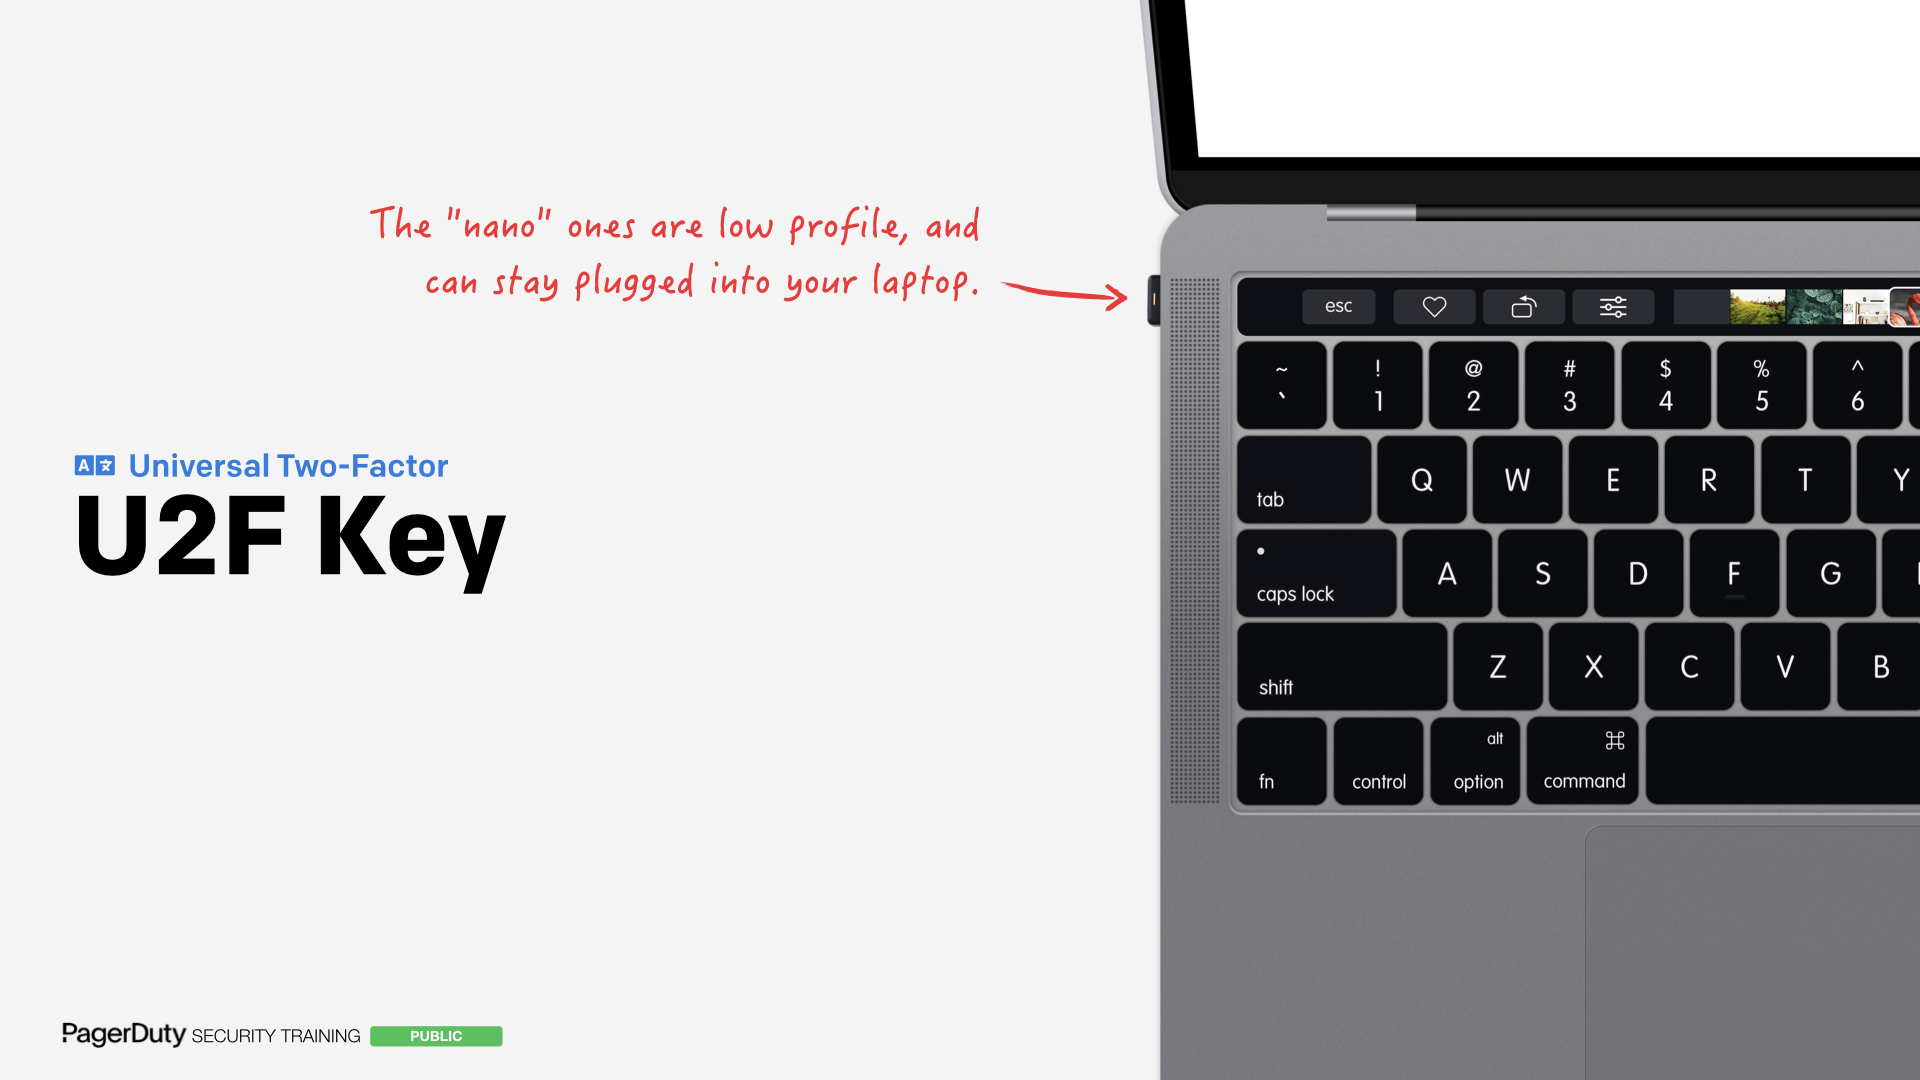 The "nano" ones are low profile, and
can stay plugged into your laptop.
Universal Two-Factor
U2F Key
PagerDuty SECURITY TRAINING PUBLIC
esc
~ ! @ # $ % ^
` 1 2 3 4 5 6
tab Q W E R T Y
caps lock A S D F G
shift Z X C V B
alt ⌘
fn control option command